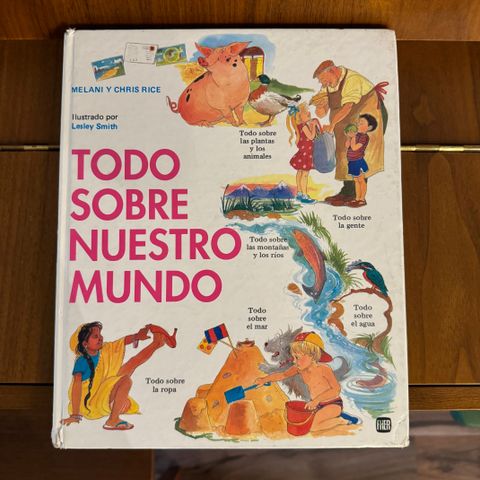 MELANI Y CHRIS RICE
Ilustrado por
Lesley Smith
TODO
SOBRE
NUESTRO
MUNDO
Todo sobre
las plantas
y los
animales
Todo sobre
la gente
Todo sobre
las montañas
y los ríos
Todo
sobre
el mar
Todo
sobre
el agua
Todo sobre
la ropa
FHER